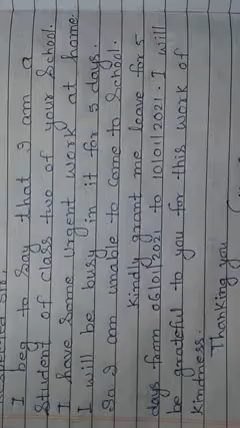 I beg to say that I am a
student of class two of your School.
I have some urgent work at home.
I will be busy in it for 5 days.
So I am unable to come to School.
Kindly grant me leave for 5
days from 06/01/2021 to 10/01/2021. I will
be grateful to you for this work of
kindness.
Thanking you